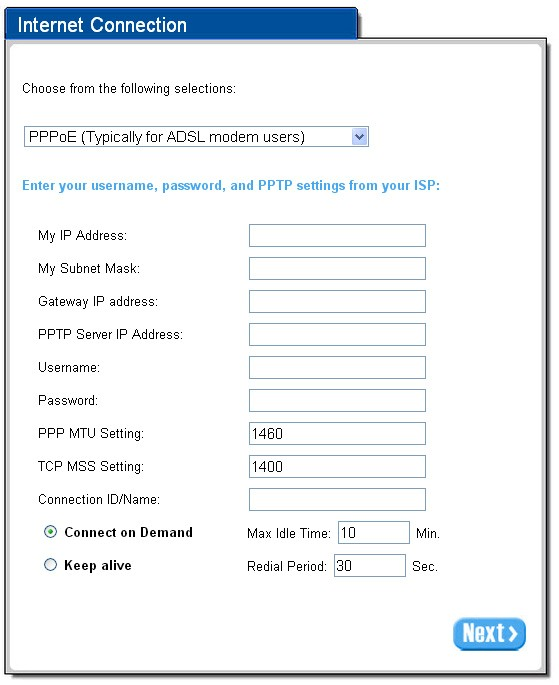 Internet Connection
Choose from the following selections:
PPPoE (Typically for ADSL modem users)
Enter your username, password, and PPTP settings from your ISP:
My IP Address:
My Subnet Mask:
Gateway IP address:
PPTP Server IP Address:
Username:
Password:
PPP MTU Setting: 1460
TCP MSS Setting: 1400
Connection ID/Name:
Connect on Demand Max Idle Time: 10 Min.
Keep alive Redial Period: 30 Sec.
Next >